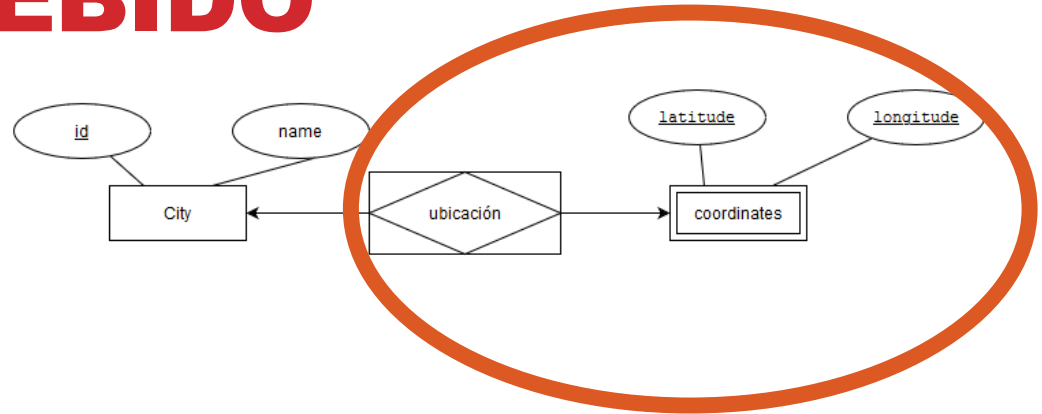 EBIDO
id
name
latitude
longitude
City
ubicación
coordinates